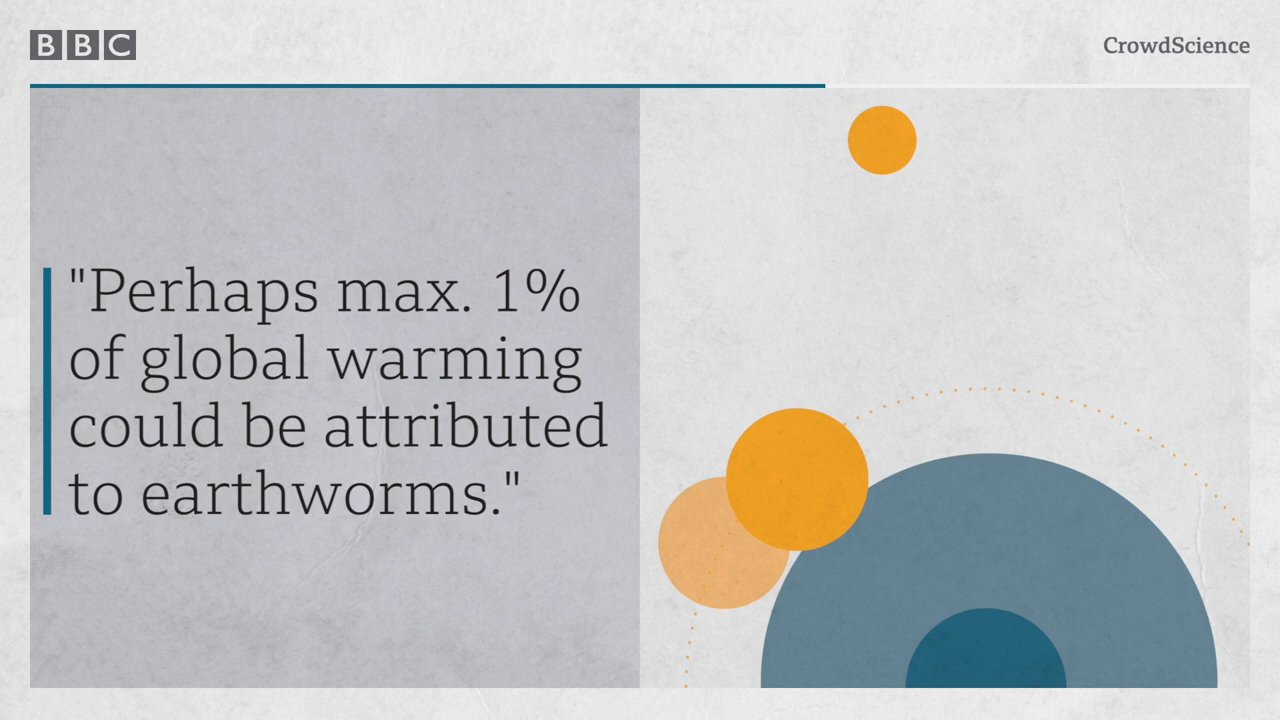 BBC
CrowdScience
"Perhaps max. 1%
of global warming
could be attributed
to earthworms."